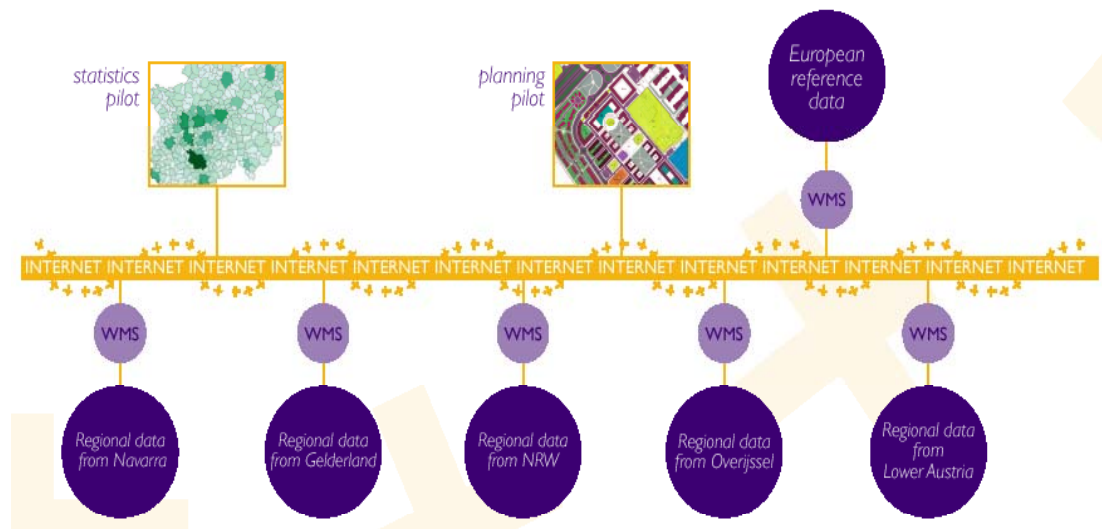 statistics
pilot
planning
pilot
European
reference
data
WMS
INTERNET INTERNET INTERNET INTERNET INTERNET INTERNET INTERNET INTERNET INTERNET INTERNET INTERNET INTERNET INTERNET
WMS
WMS
WMS
WMS
WMS
Regional data
from Navarra
Regional data
from Gelderland
Regional data
from NRW
Regional data
from Overijssel
Regional data
from
Lower Austria